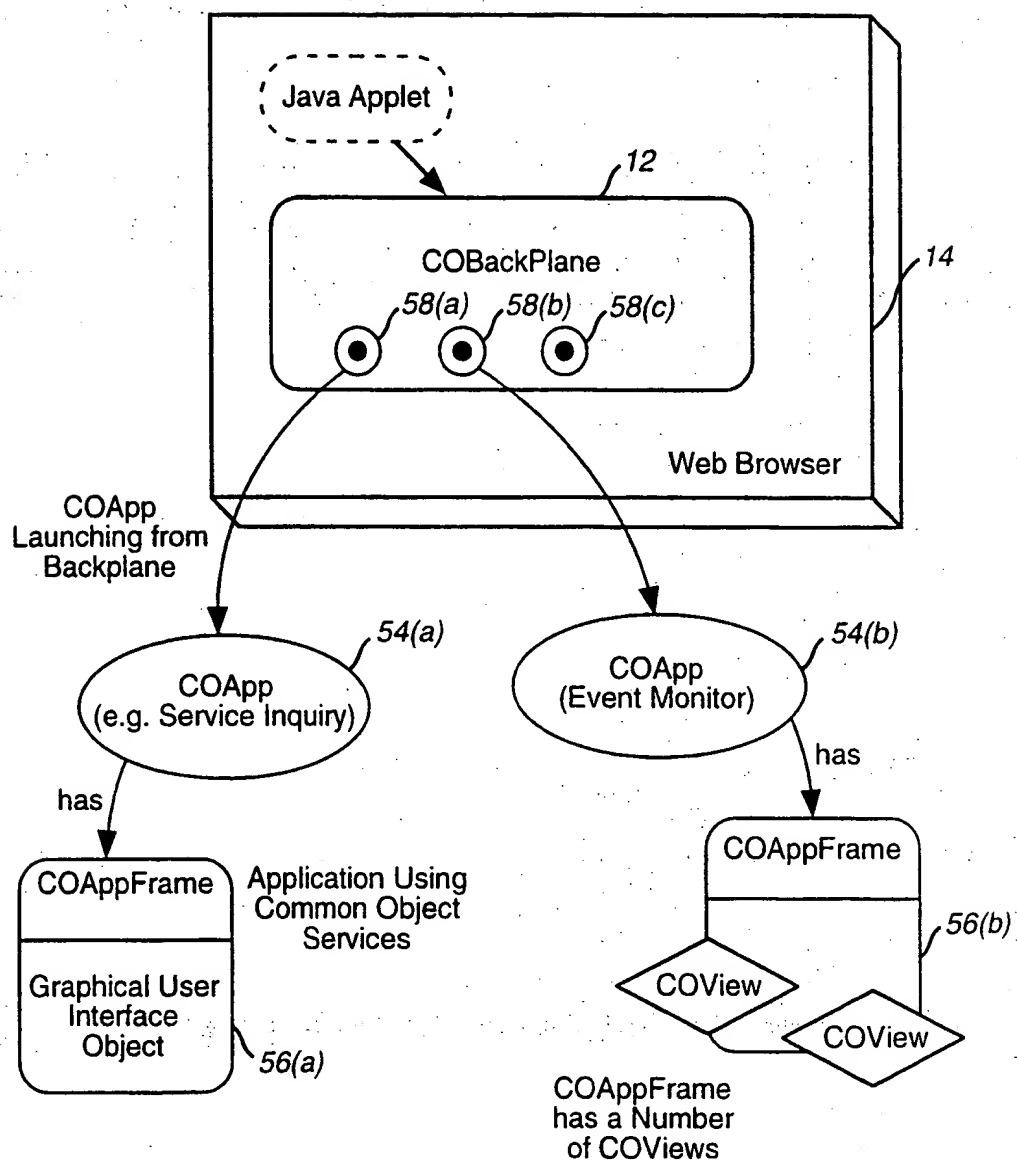 Java Applet
12
COBackPlane
14
58(a)
58(b)
58(c)
Web Browser
COApp
Launching from
Backplane
54(a)
COApp
(e.g. Service Inquiry)
54(b)
COApp
(Event Monitor)
has
has
COAppFrame
Graphical User
Interface
Object
56(a)
Application Using
Common Object
Services
COAppFrame
56(b)
COView
COView
COAppFrame
has a Number
of COViews